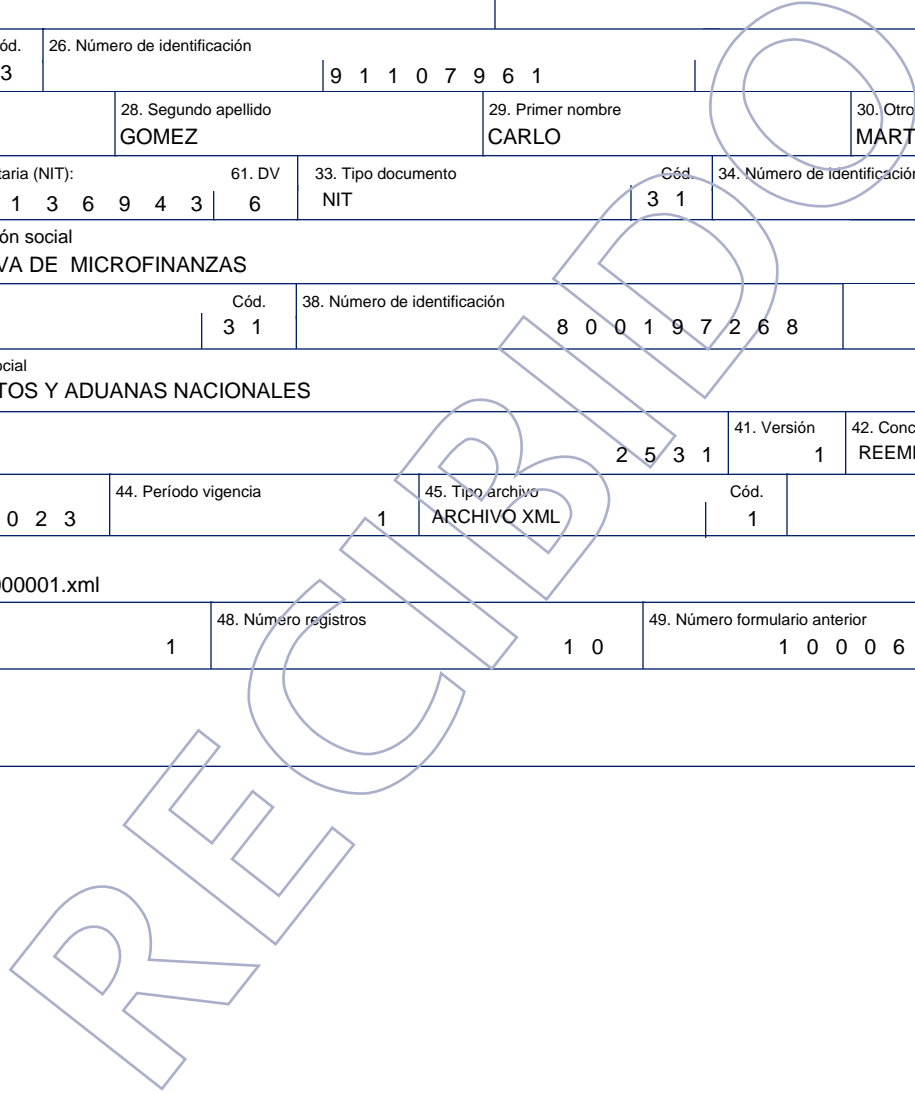 ód. 26. Número de identificación
3 9 1 1 0 7 9 6 1
28. Segundo apellido 29. Primer nombre 30. Otro
GOMEZ CARLO MART
taria (NIT): 61. DV 33. Tipo documento Cód. 34. Número de identificación
1 3 6 9 4 3 6 NIT 3 1
ón social
VA DE MICROFINANZAS
Cód. 38. Número de identificación
3 1 8 0 0 1 9 7 2 6 8
ocial
TOS Y ADUANAS NACIONALES
41. Versión 42. Conc
2 5 3 1 1 REEM
44. Período vigencia 45. Tipo archivo Cód.
0 2 3 1 ARCHIVO XML 1
000001.xml
48. Número registros 49. Número formulario anterior
1 1 0 1 0 0 0 6
RECIBIDO